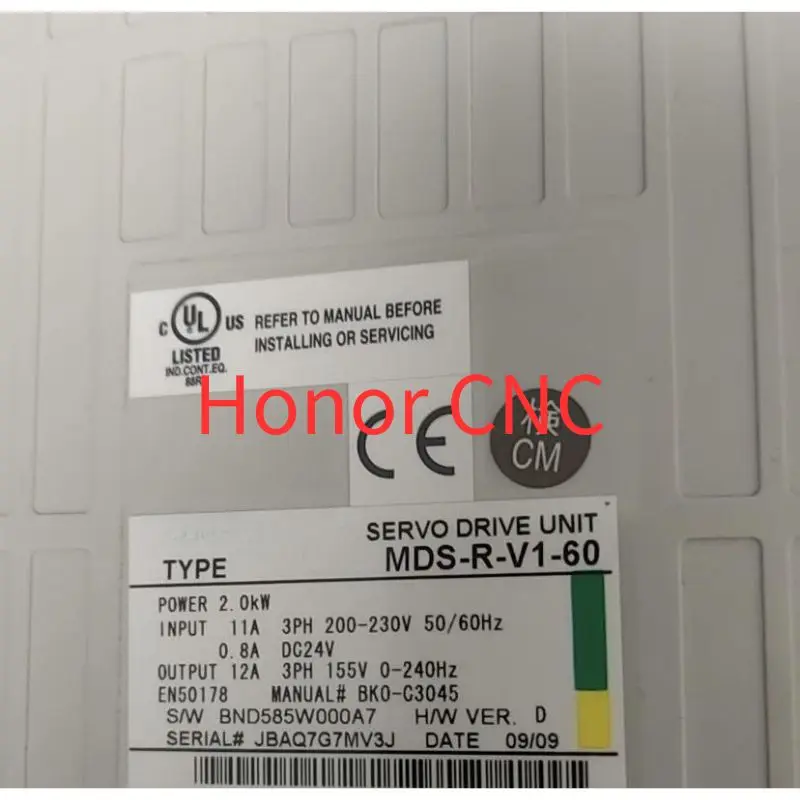 C UL US
LISTED
IND.CONT.EQ.
REFER TO MANUAL BEFORE
INSTALLING OR SERVICING
Honor CNC
CE
検
CM
SERVO DRIVE UNIT
TYPE MDS-R-V1-60
POWER 2.0kW
INPUT 11A 3PH 200-230V 50/60Hz
0.8A DC24V
OUTPUT 12A 3PH 155V 0-240Hz
EN50178 MANUAL# BKO-C3045
S/W BND585W000A7 H/W VER. D
SERIAL# JBAQ7G7MV3J DATE 09/09